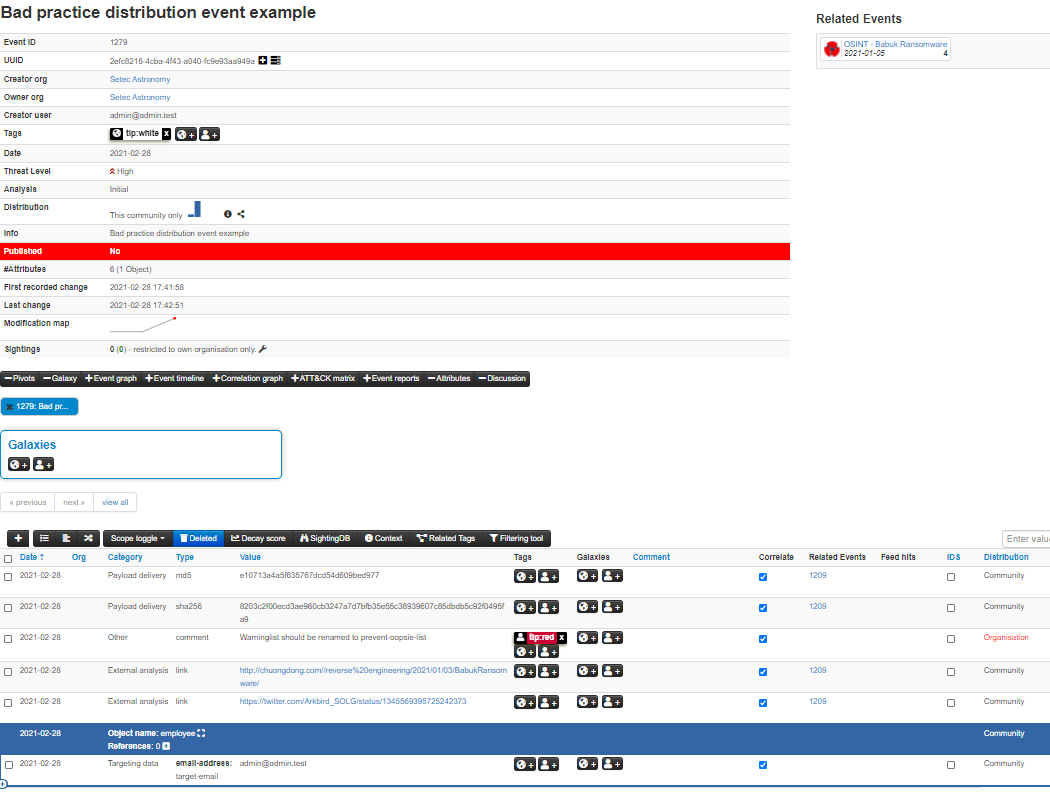 Bad practice distribution event example
Related Events
OSINT - Babuk Ransomware
2021-01-05 4
Event ID 1279
UUID 2efc8218-4cba-4f43-a040-fc9e93aa949a
Creator org Setec Astronomy
Owner org Setec Astronomy
Creator user admin@admin.test
Tags tlp:white x + +
Date 2021-02-28
Threat Level High
Analysis Initial
Distribution This community only
Info Bad practice distribution event example
Published No
#Attributes 6 (1 Object)
First recorded change 2021-02-28 17:41:58
Last change 2021-02-28 17:42:51
Modification map
Sightings 0 (0) - restricted to own organisation only.
−Pivots −Galaxy +Event graph +Event timeline +Correlation graph +ATT&CK matrix +Event reports −Attributes −Discussion
✖ 1279: Bad pr...
Galaxies
+ +
« previous next » view all
+ Scope toggle Deleted Decay score SightingDB Context Related Tags Filtering tool Enter valu
Date ↑ Org Category Type Value Tags Galaxies Comment Correlate Related Events Feed hits IDS Distribution
2021-02-28 Payload delivery md5 e10713a4a5f635767dcd54d609bed977 + + + + 1209 Community
2021-02-28 Payload delivery sha256 8203c2f00ecd3ae960cb3247a7d7bfb35e55c38939607c85dbdb5c92f0495f + + + + 1209 Community
a9
2021-02-28 Other comment Warninglist should be renamed to prevent-oopsie-list tlp:red x + + Organisation
+ +
2021-02-28 External analysis link http://chuongdong.com//reverse%20engineering/2021/01/03/BabukRansom + + + + 1209 Community
ware/
2021-02-28 External analysis link https://twitter.com/Arkbird_SOLG/status/1345569395725242373 + + + + 1209 Community
2021-02-28 Object name: employee Community
References: 0 +
2021-02-28 Targeting data email-address: admin@admin.test + + + + Community
target-email